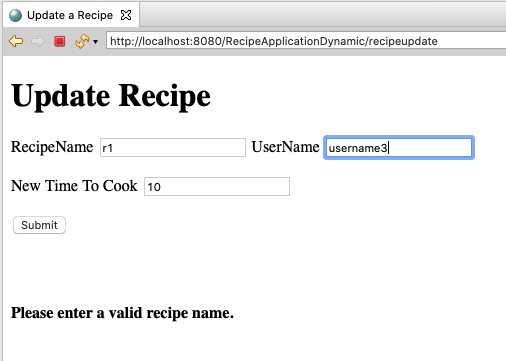 Update a Recipe
http://localhost:8080/RecipeApplicationDynamic/recipeupdate
Update Recipe
RecipeName r1 UserName username3
New Time To Cook 10
Submit
Please enter a valid recipe name.